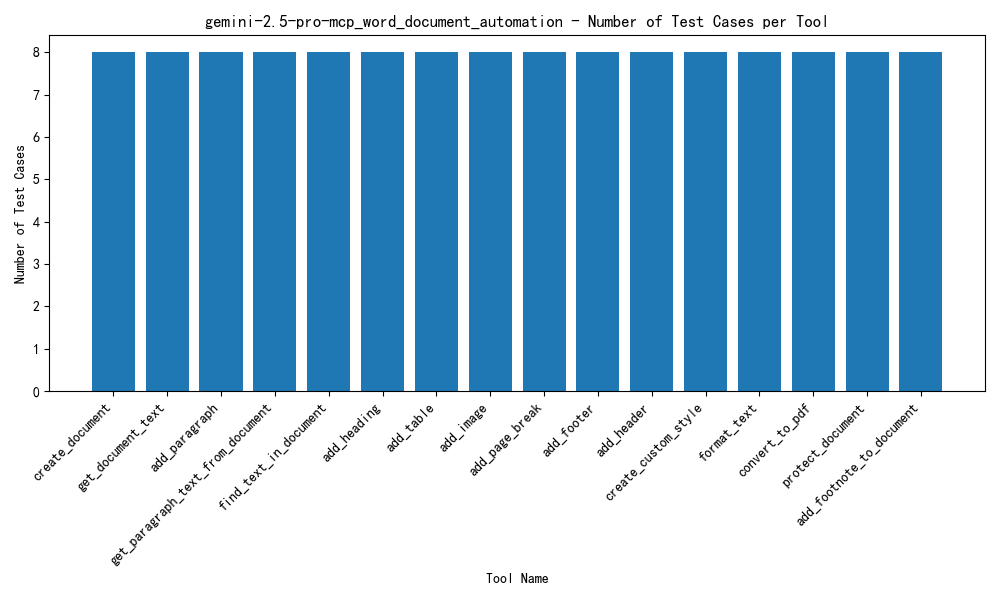 gemini-2.5-pro-mcp_word_document_automation - Number of Test Cases per Tool
Number of Test Cases
8
7
6
5
4
3
2
1
0
create_document
get_document_text
add_paragraph
get_paragraph_text_from_document
find_text_in_document
add_heading
add_table
add_image
add_page_break
add_footer
add_header
create_custom_style
format_text
convert_to_pdf
protect_document
add_footnote_to_document
Tool Name